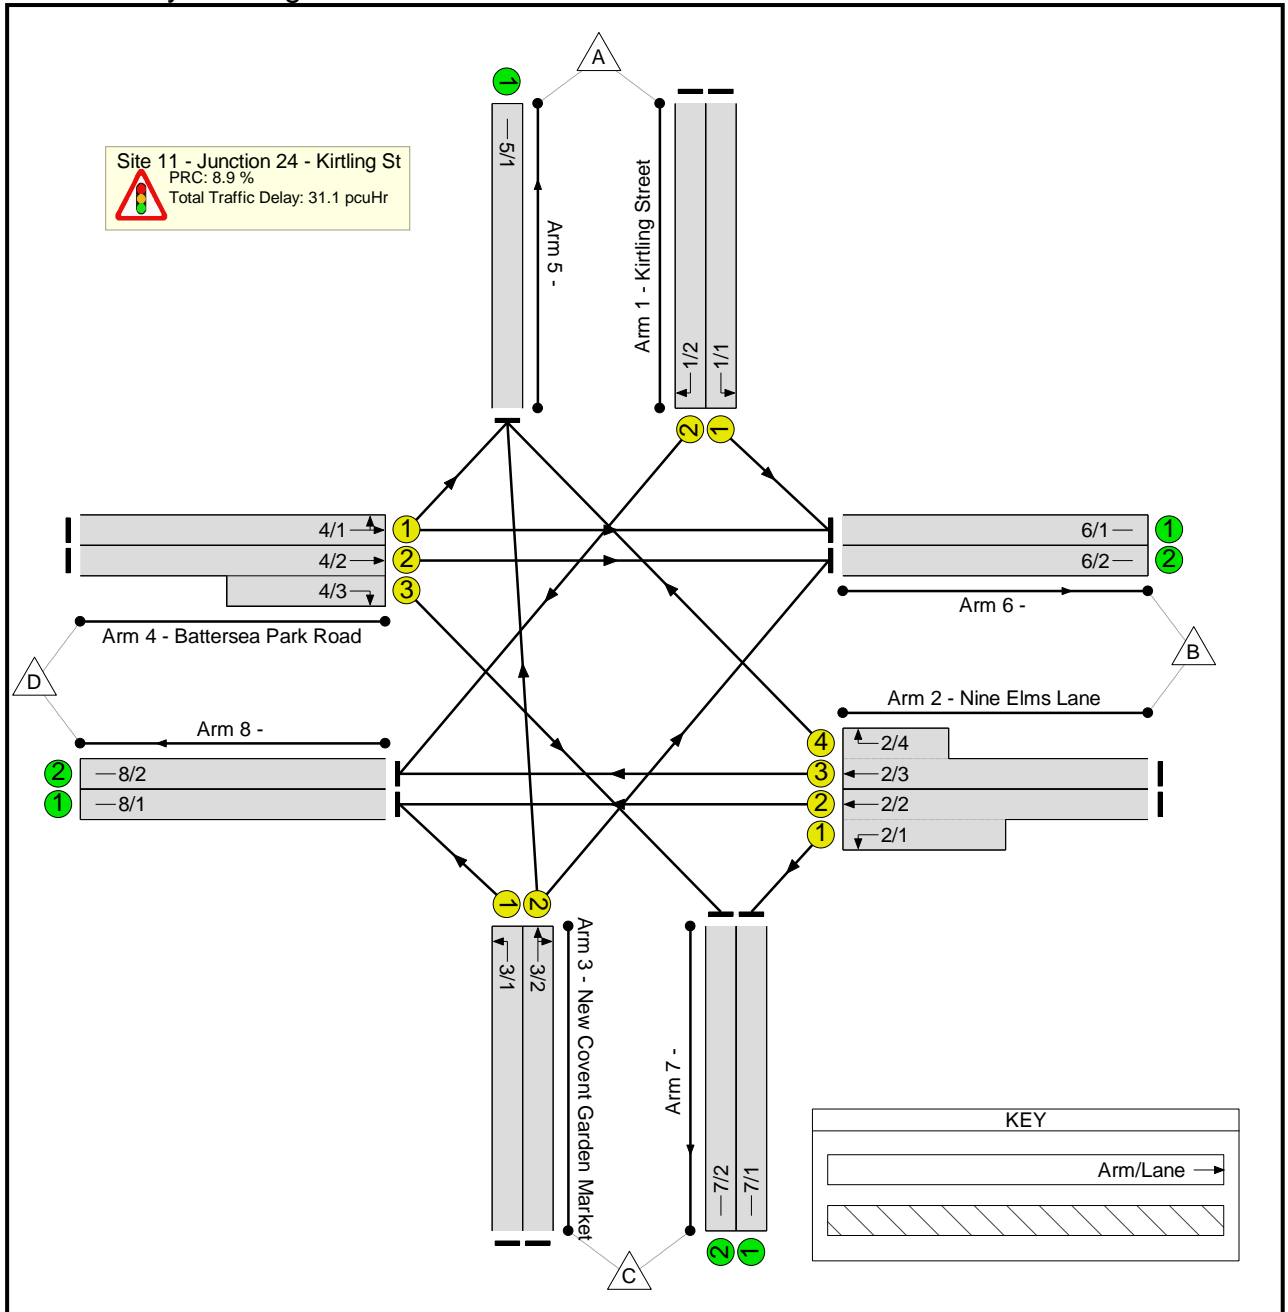 A
1
Site 11 - Junction 24 - Kirtling St
PRC: 8.9 %
Total Traffic Delay: 31.1 pcuHr
5/1
Arm 5 -
Arm 1 - Kirtling Street
1/2
1/1
2
1
4/1
1
4/2
2
4/3
3
Arm 4 - Battersea Park Road
6/1
1
6/2
2
Arm 6 -
B
D
Arm 8 -
Arm 2 - Nine Elms Lane
4
2/4
2
8/2
3
2/3
1
8/1
2
2/2
1
2/1
1
2
3/1
3/2
Arm 3 - New Covent Garden Market
Arm 7 -
7/2
7/1
2
1
C
KEY
Arm/Lane